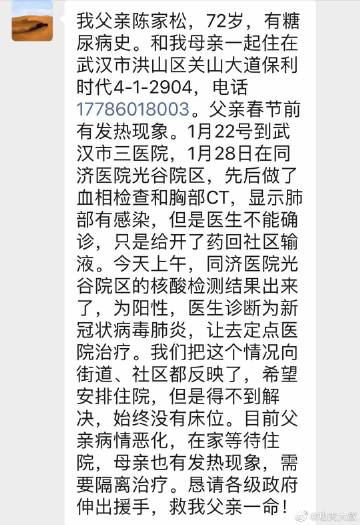 我父亲陈家松，72岁，有糖
尿病史。和我母亲一起住在
武汉市洪山区关山大道保利
时代4-1-2904，电话
17786018003。父亲春节前
有发热现象。1月22号到武
汉市三医院，1月28日在同
济医院光谷院区，先后做了
血相检查和胸部CT，显示肺
部有感染，但是医生不能确
诊，只是给开了药回社区输
液。今天上午，同济医院光
谷院区的核酸检测结果出来
了，为阳性，医生诊断为新
冠状病毒肺炎，让去定点医
院治疗。我们把这个情况向
街道、社区都反映了，希望
安排住院，但是得不到解
决，始终没有床位。目前父
亲病情恶化，在家等待住
院，母亲也有发热现象，需
要隔离治疗。恳请各级政府
伸出援手，救我父亲一命！